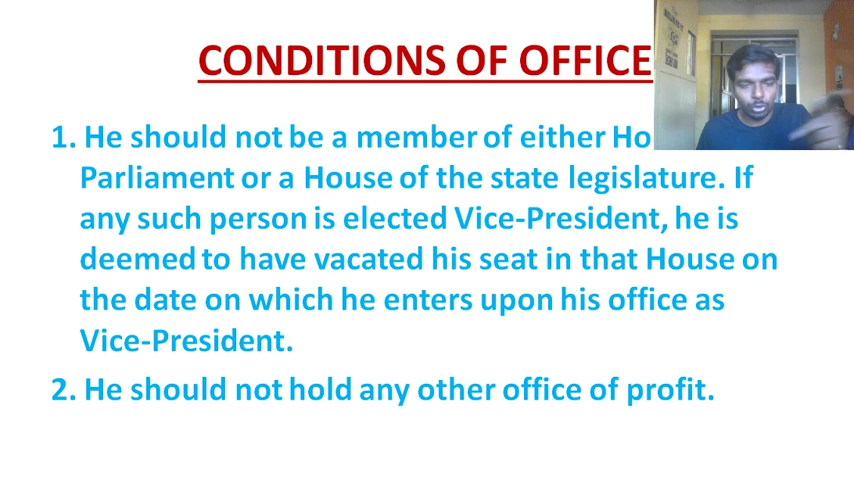 CONDITIONS OF OFFICE
1. He should not be a member of either Ho
Parliament or a House of the state legislature. If
any such person is elected Vice-President, he is
deemed to have vacated his seat in that House on
the date on which he enters upon his office as
Vice-President.
2. He should not hold any other office of profit.